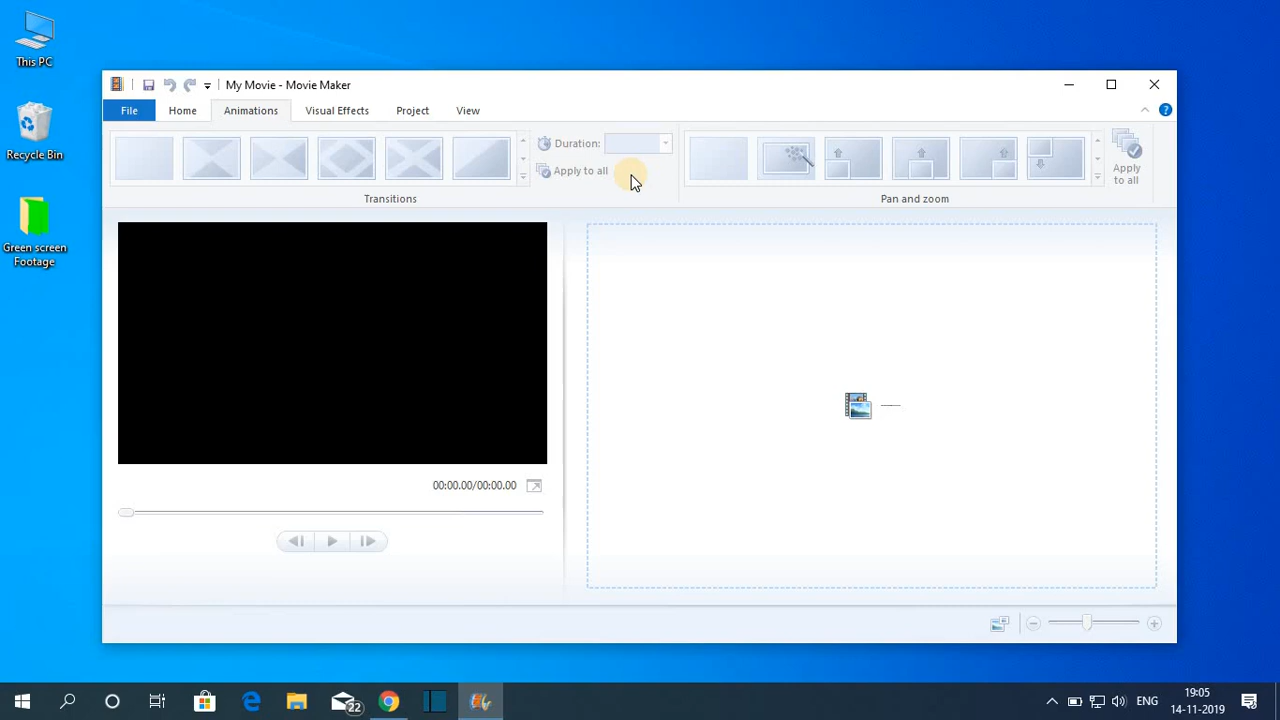 This PC
Recycle Bin
Green screen
Footage
My Movie - Movie Maker
File Home Animations Visual Effects Project View
Duration:
Apply to all
Transitions
Pan and zoom
Apply
to all
00:00.00/00:00.00
22
ENG
19:05
14-11-2019